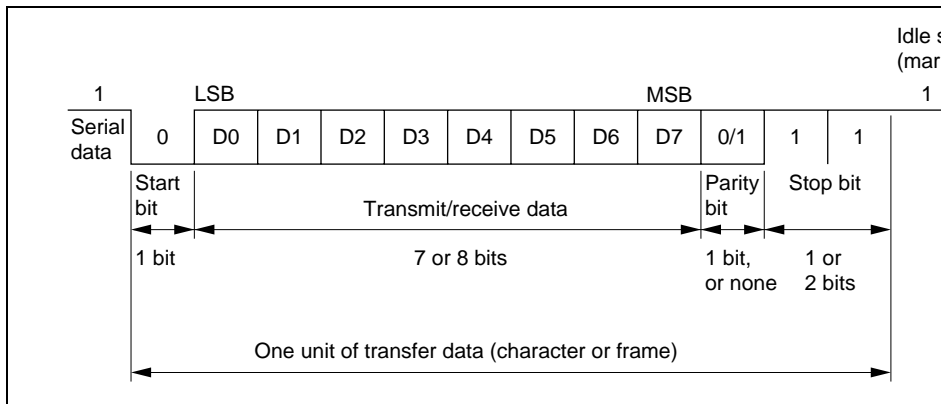 Idle s
(mar
1 LSB MSB 1
Serial
data
0 D0 D1 D2 D3 D4 D5 D6 D7 0/1 1 1
Start
bit
Transmit/receive data
Parity
bit
Stop bit
1 bit
7 or 8 bits
1 bit,
or none
1 or
2 bits
One unit of transfer data (character or frame)